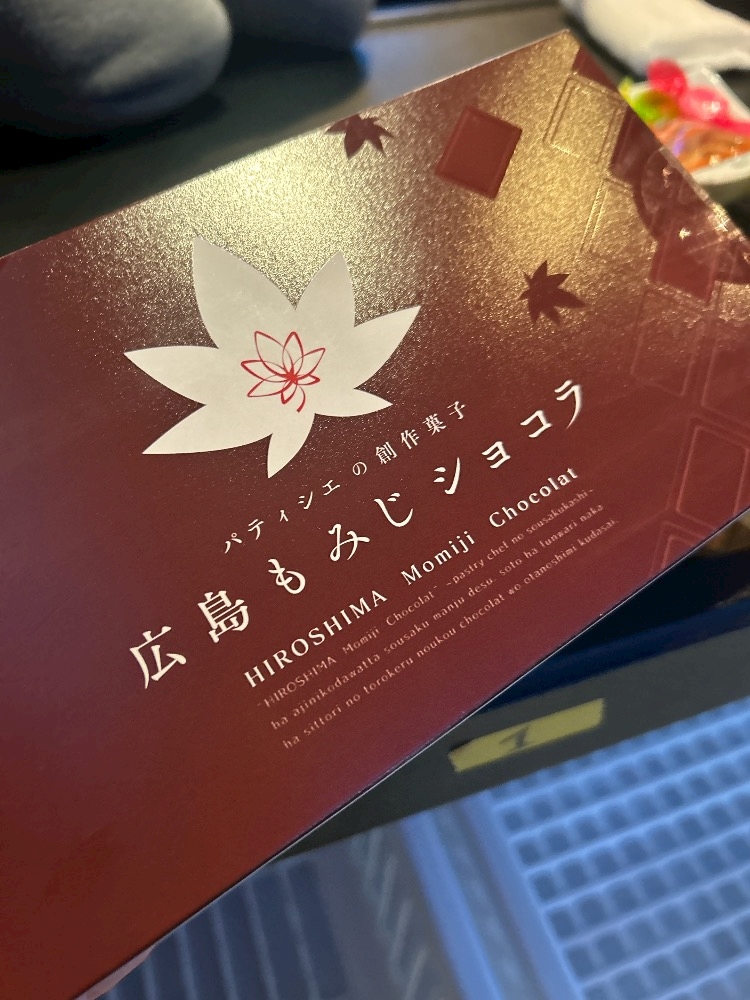 パティシエの創作菓子
広島もみじショコラ
HIROSHIMA Momiji Chocolat
"HIROSHIMA Momiji Chocolat" -pastry chef no sousakukashi-
ha ajinikodawatta sousaku manju desu. soto ha funwari naka
ha sittori no torokeru noukou chocolat wo otanoshimi kudasai.